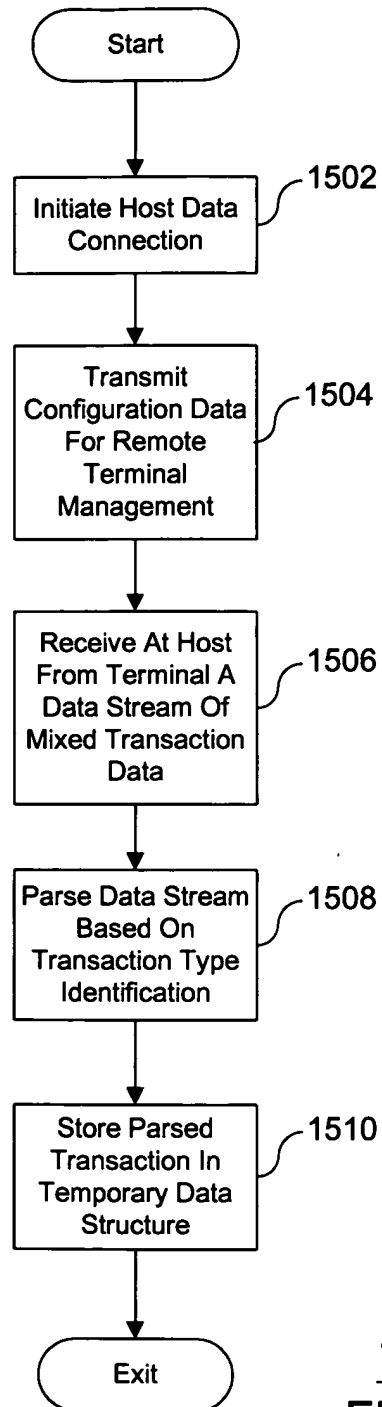 Start
1502
Initiate Host Data
Connection
1504
Transmit
Configuration Data
For Remote
Terminal
Management
1506
Receive At Host
From Terminal A
Data Stream Of
Mixed Transaction
Data
1508
Parse Data Stream
Based On
Transaction Type
Identification
1510
Store Parsed
Transaction In
Temporary Data
Structure
Exit